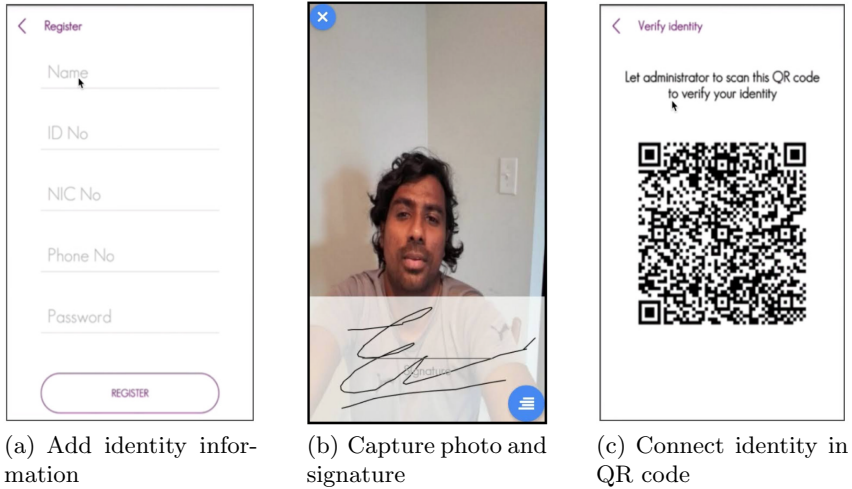 Register
Name
ID No
NIC No
Phone No
Password
REGISTER
(a) Add identity infor-
mation
Signature
(b) Capture photo and
signature
Verify identity
Let administrator to scan this QR code
to verify your identity
(c) Connect identity in
QR code